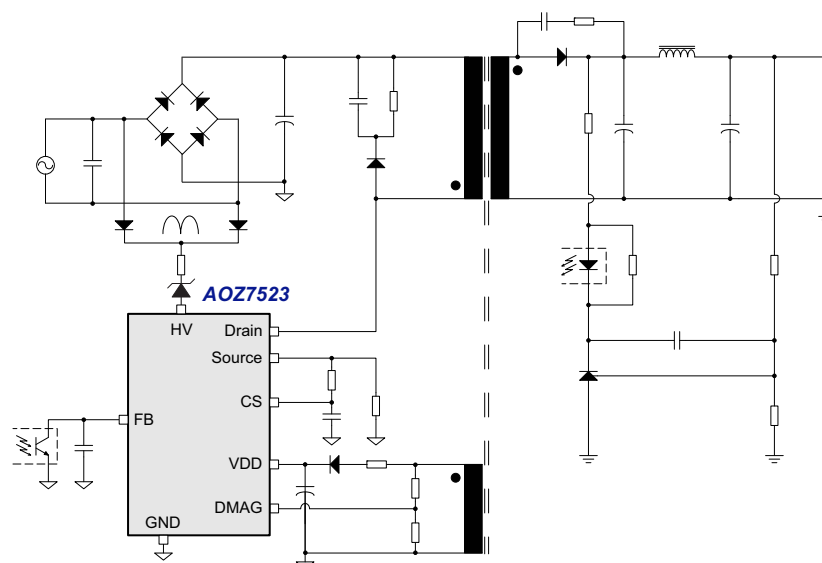 AOZ7523
HV
Drain
Source
CS
FB
VDD
DMAG
GND